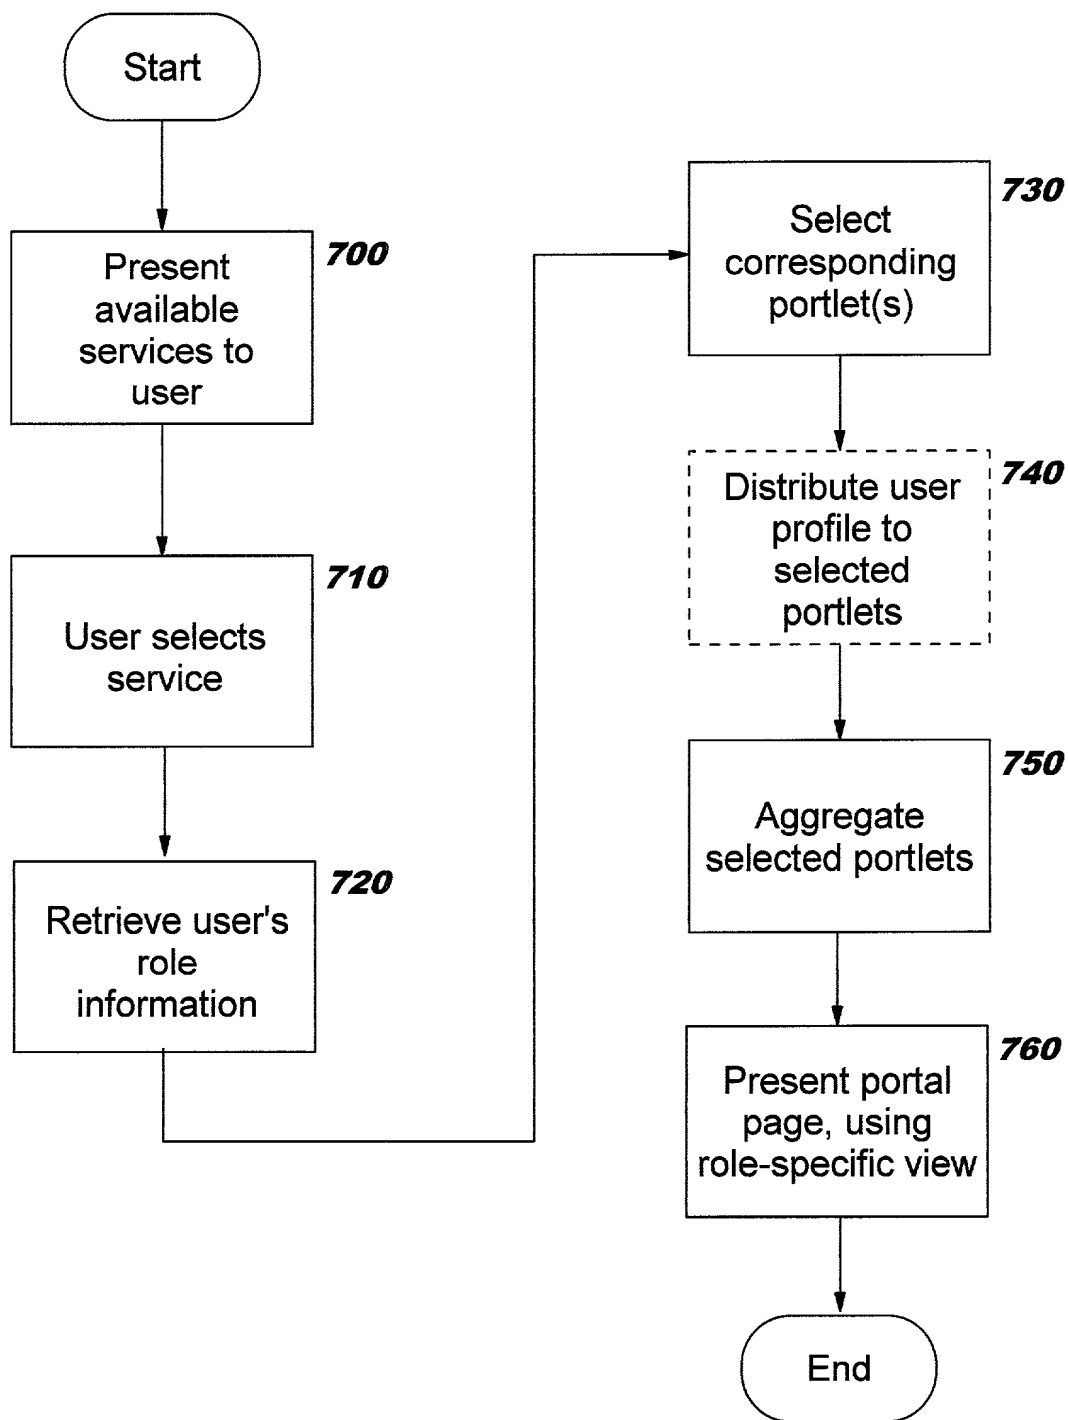 Start
700
Present
available
services to
user
710
User selects
service
720
Retrieve user's
role
information
730
Select
corresponding
portlet(s)
740
Distribute user
profile to
selected
portlets
750
Aggregate
selected portlets
760
Present portal
page, using
role-specific view
End